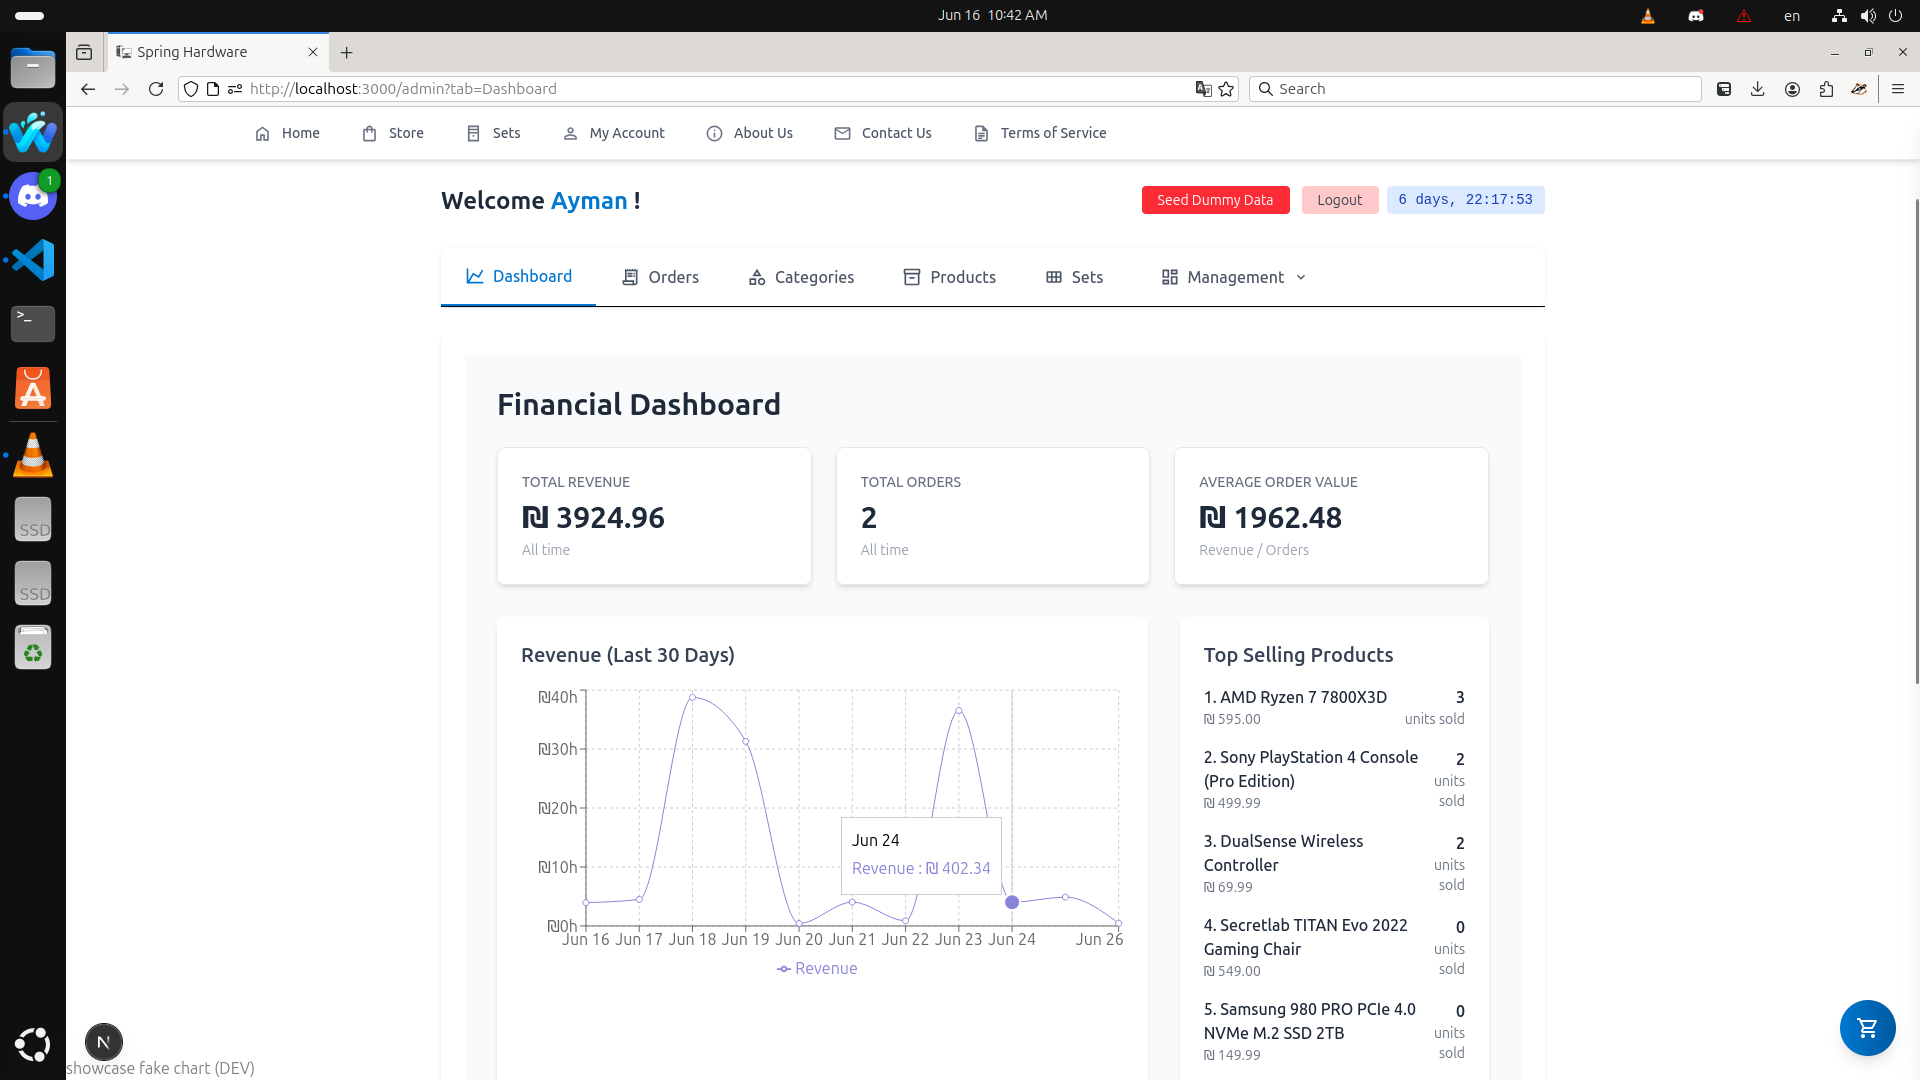 Jun 16 10:42 AM
en
Spring Hardware
http://localhost:3000/admin?tab=Dashboard
Search
1
Home
Store
Sets
My Account
About Us
Contact Us
Terms of Service
Welcome Ayman !
Seed Dummy Data
Logout
6 days, 22:17:53
Dashboard
Orders
Categories
Products
Sets
Management
Financial Dashboard
TOTAL REVENUE
₪ 3924.96
All time
TOTAL ORDERS
2
All time
AVERAGE ORDER VALUE
₪ 1962.48
Revenue / Orders
Revenue (Last 30 Days)
₪40h
₪30h
₪20h
₪10h
₪0h
Jun 16 Jun 17 Jun 18 Jun 19 Jun 20 Jun 21 Jun 22 Jun 23 Jun 24 Jun 26
Jun 24
Revenue : ₪ 402.34
Revenue
Top Selling Products
1. AMD Ryzen 7 7800X3D
₪ 595.00
3
units sold
2. Sony PlayStation 4 Console
(Pro Edition)
₪ 499.99
2
units
sold
3. DualSense Wireless
Controller
₪ 69.99
2
units
sold
4. Secretlab TITAN Evo 2022
Gaming Chair
₪ 549.00
0
units
sold
5. Samsung 980 PRO PCIe 4.0
NVMe M.2 SSD 2TB
₪ 149.99
0
units
sold
SSD
SSD
N
showcase fake chart (DEV)